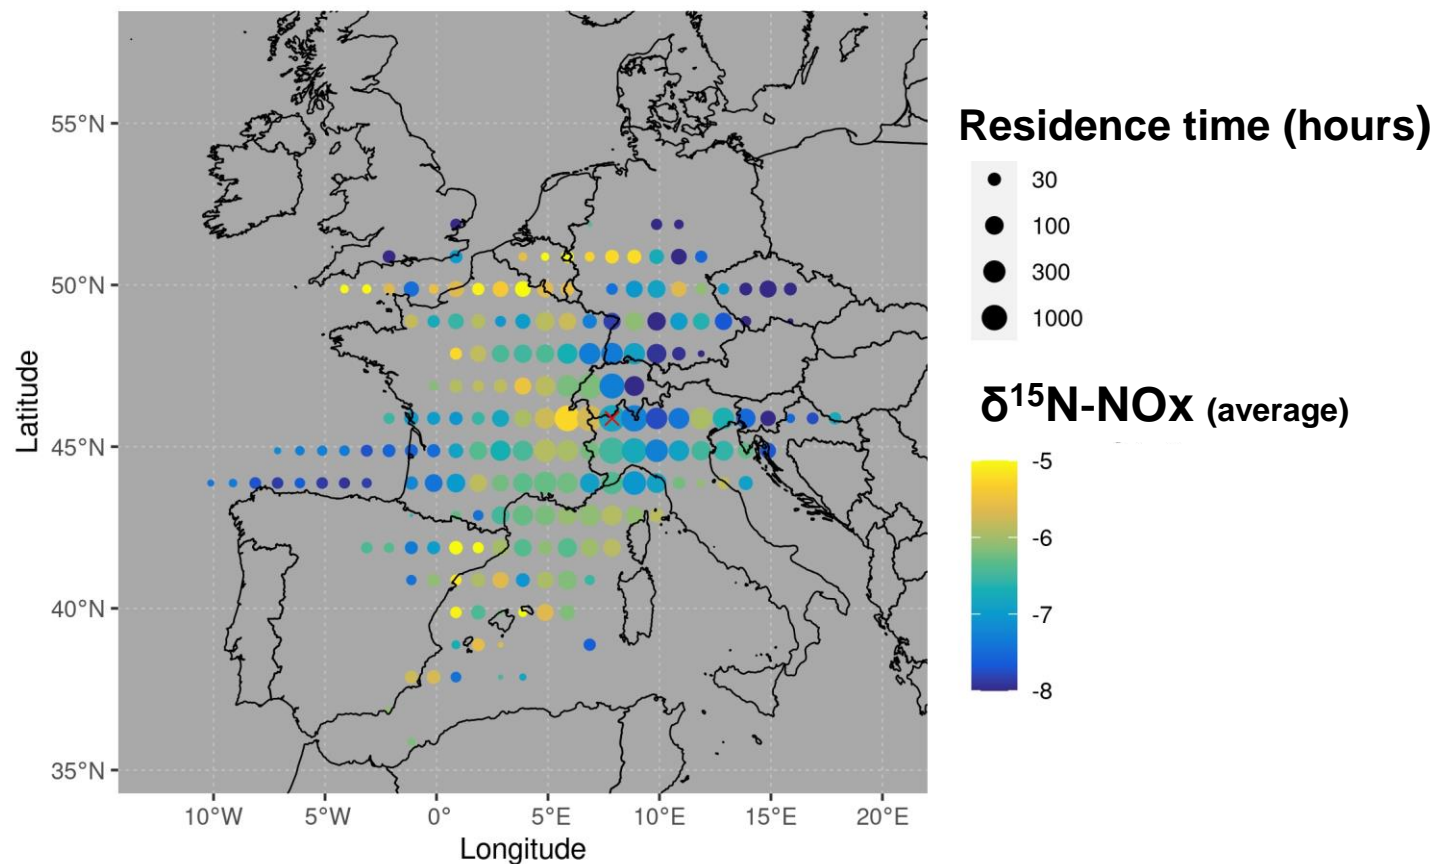 55°N
50°N
45°N
40°N
35°N
Latitude
10°W 5°W 0° 5°E 10°E 15°E 20°E
Longitude
Residence time (hours)
30
100
300
1000
δ¹⁵N-NOx (average)
-5
-6
-7
-8